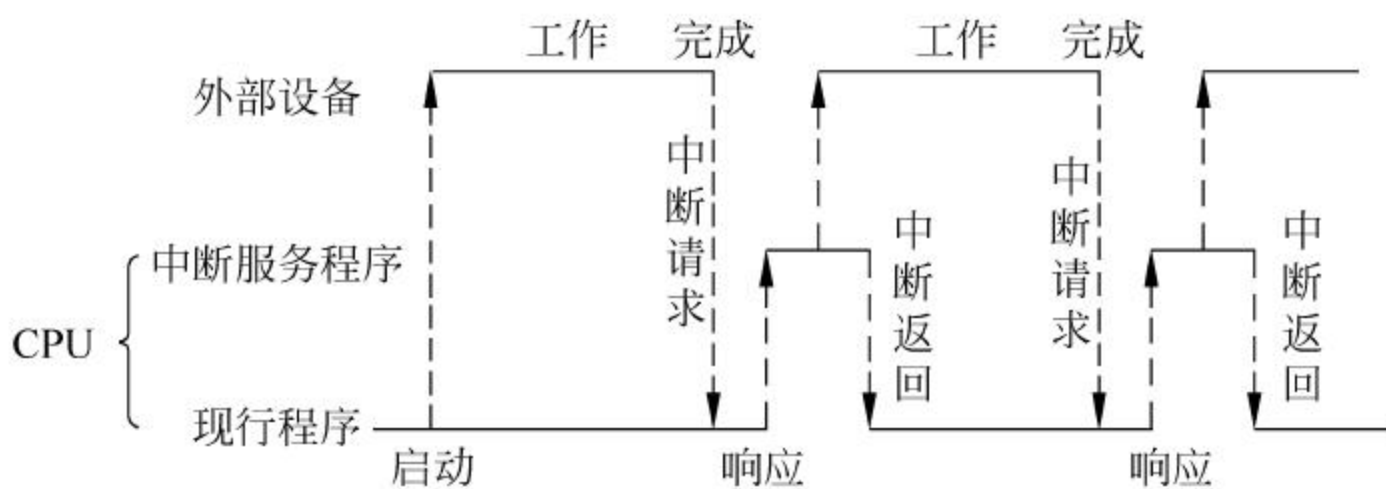 工作 完成 工作 完成
外部设备
中断请求
中断请求
中断服务程序
中断返回
中断返回
CPU
现行程序
启动 响应 响应